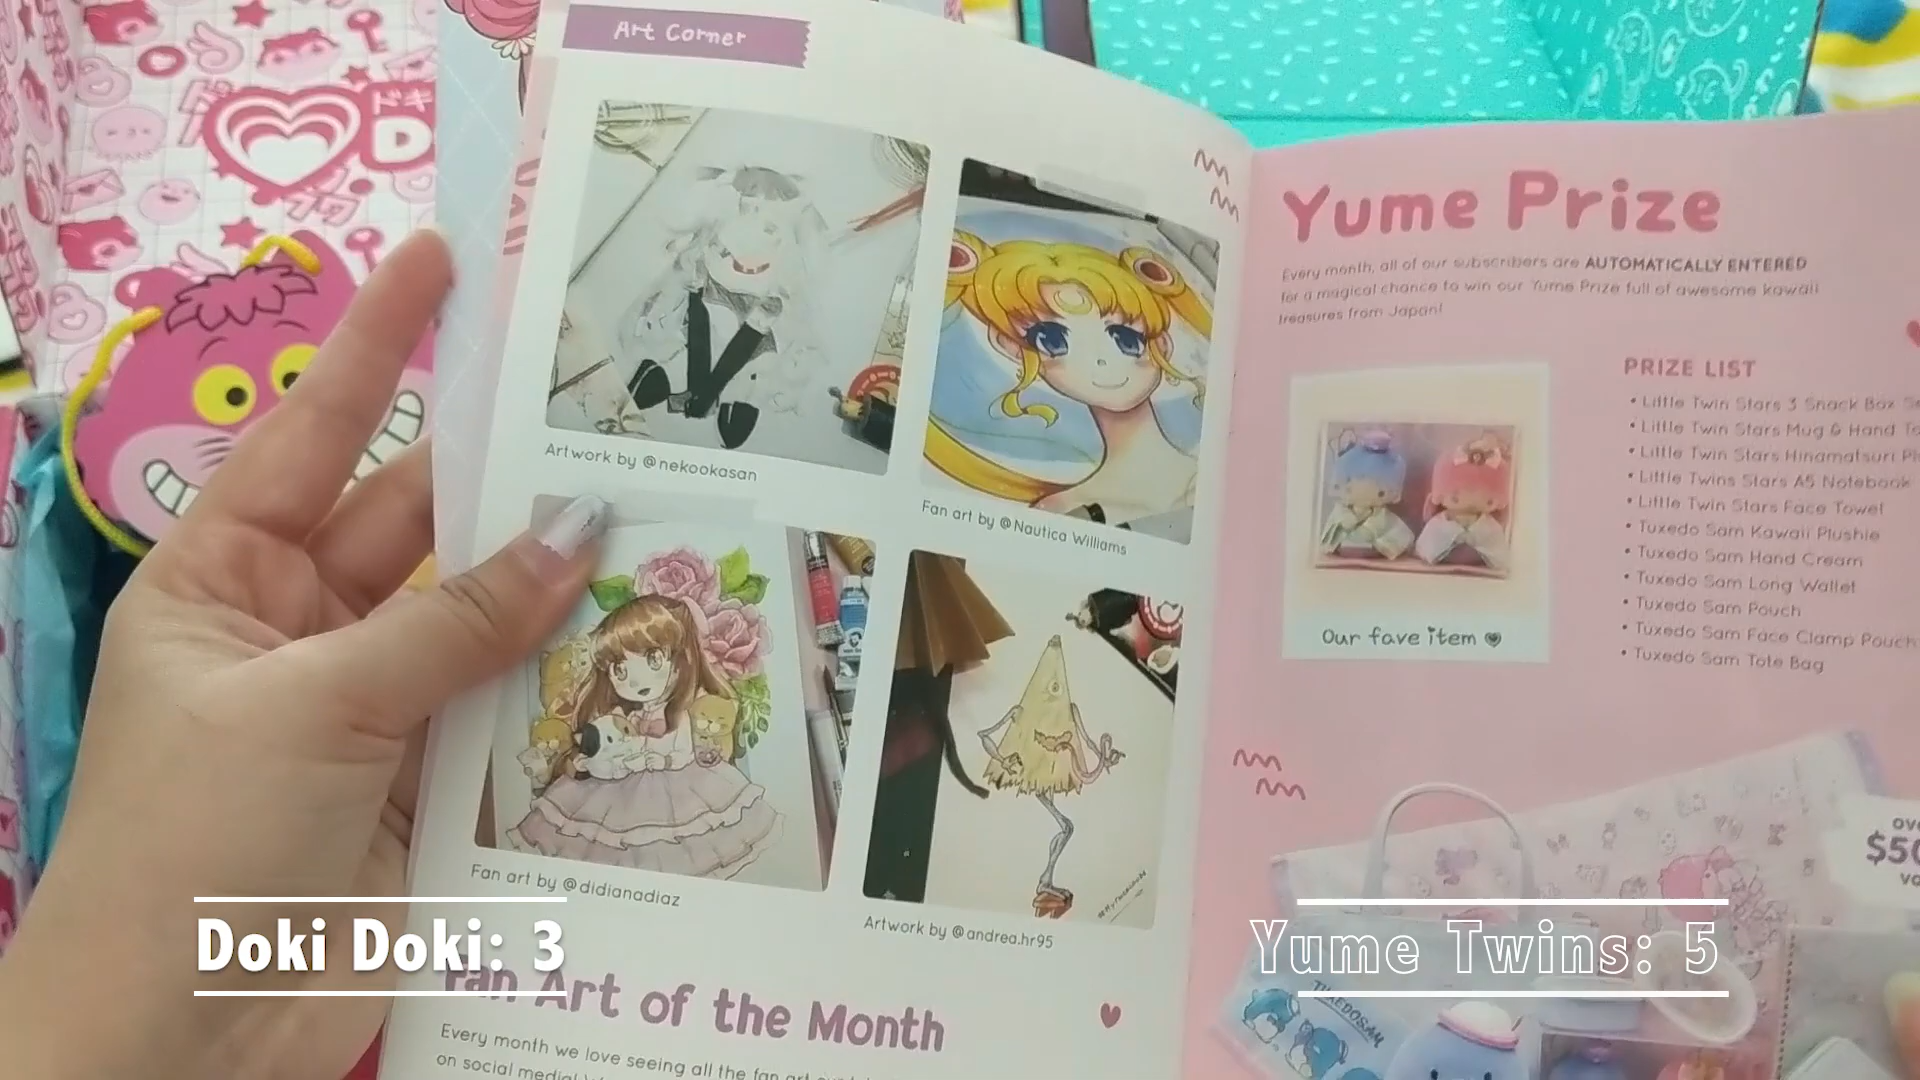 Art Corner
Artwork by @nekookasan
Fan art by @Nautica Williams
Fan art by @didianadiaz
Artwork by @andrea.hr95
Fan Art of the Month
Every month we love seeing all the fan art
on social media!
Yume Prize
Every month, all of our subscribers are AUTOMATICALLY ENTERED
for a magical chance to win our Yume Prize full of awesome kawaii
treasures from Japan!
Our fave item
PRIZE LIST
• Little Twin Stars 3 Snack Box
• Little Twin Stars Mug & Hand
• Little Twin Stars Hinamatsuri
• Little Twins Stars A5 Notebook
• Little Twin Stars Face Towel
• Tuxedo Sam Kawaii Plushie
• Tuxedo Sam Hand Cream
• Tuxedo Sam Long Wallet
• Tuxedo Sam Pouch
• Tuxedo Sam Face Clamp Pouch
• Tuxedo Sam Tote Bag
TUXEDOSAM
Doki Doki: 3
Yume Twins: 5